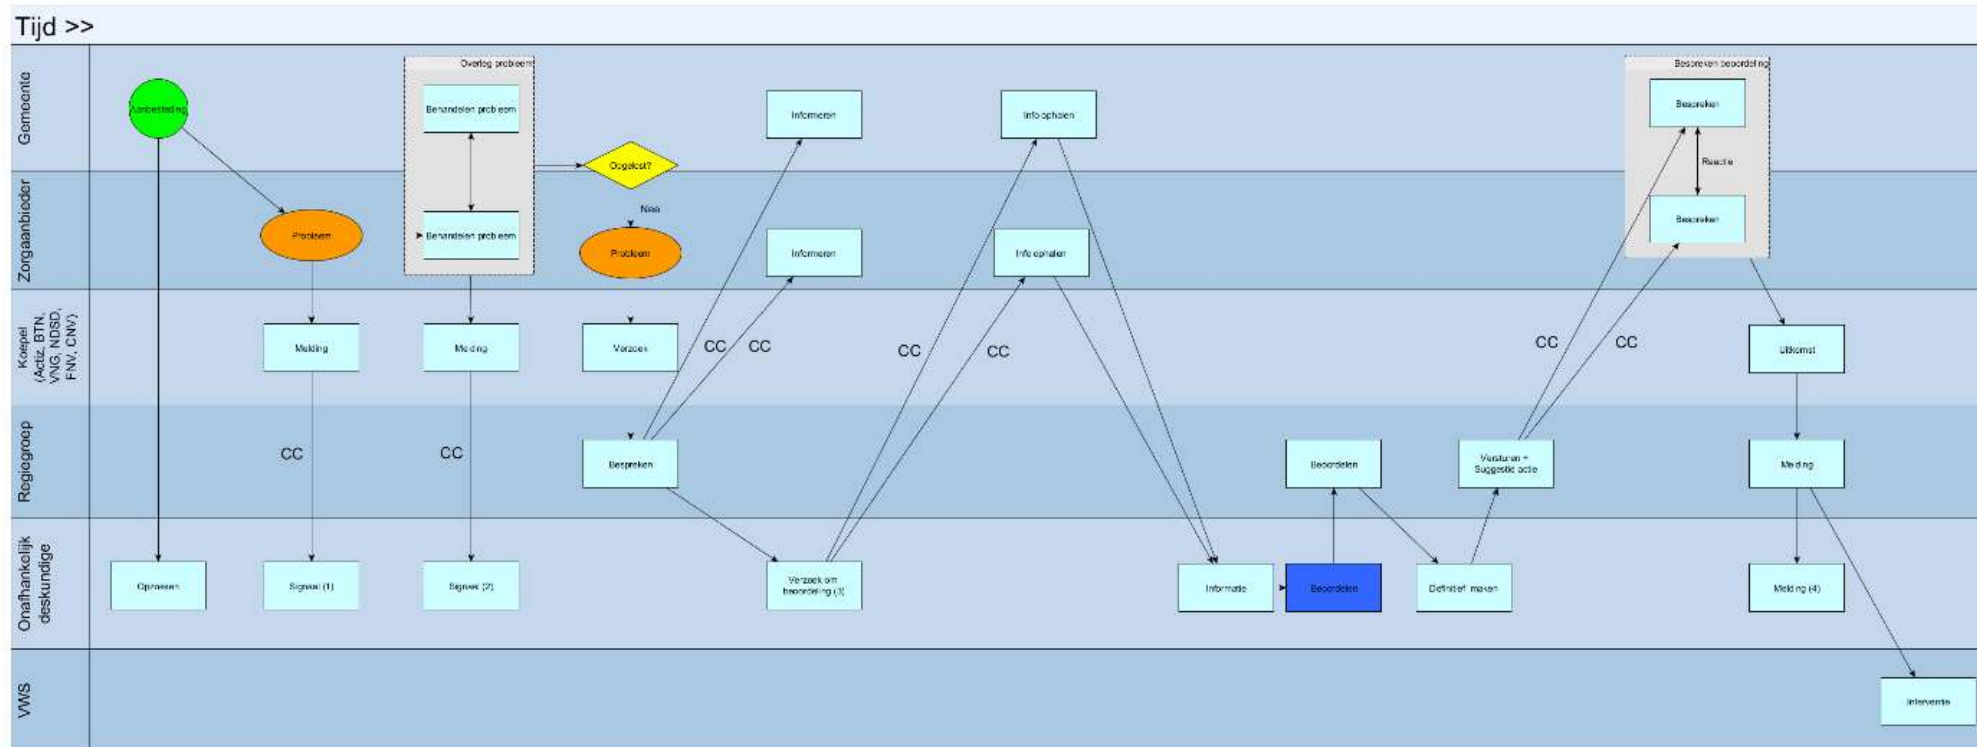 Tijd >>
Gemeente
Aanbesteding
Overleg probleem
Behandelen probleem
Informeren
Info ophalen
Bespreken beoordeling
Bespreken
Opgelost?
Reactie
Zorgaanbieder
Probleem
Behandelen probleem
Nee
Probleem
Informeren
Info ophalen
Bespreken
Koepel
(Actiz, BTN,
VNG, NDSD,
FNV, CNV)
Melding
Melding
Verzoek
CC
CC
CC
CC
CC
CC
Uitkomst
Regiegroep
CC
CC
Bespreken
Beoordelen
Versturen +
Suggestie actie
Melding
Onafhankelijk
deskundige
Signaal (1)
Signaal (2)
Verzoek om
beoordeling (3)
Informatie
Beoordelen
Definitief maken
Melding (4)
VWS
Interventie